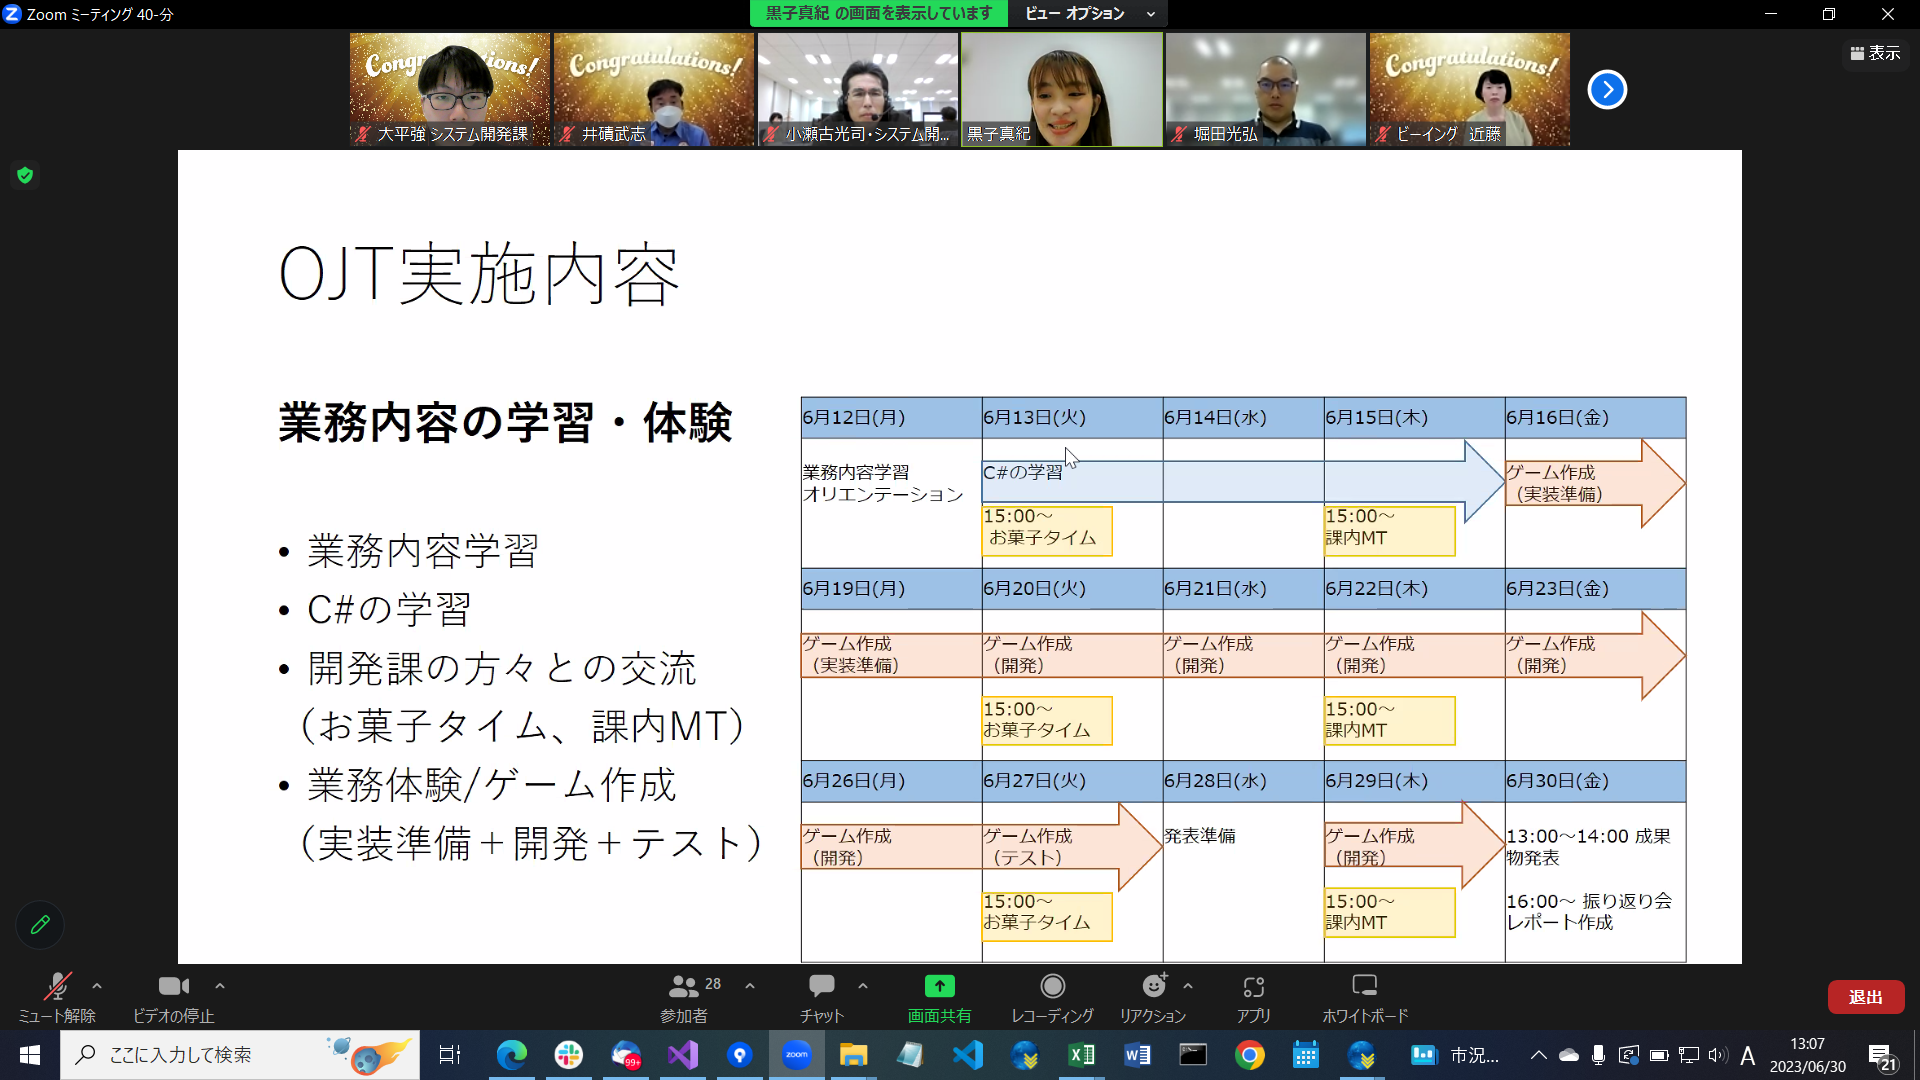 Zoom ミーティング 40-分
黒子真紀 の画面を表示しています
ビュー オプション
表示
Congratulations!
Congratulations!
Congratulations!
大平強 システム開発課
井磧武志
小瀬古光司・システム開...
黒子真紀
堀田光弘
ビーイング 近藤
OJT実施内容
業務内容の学習・体験
• 業務内容学習
• C#の学習
• 開発課の方々との交流
（お菓子タイム、課内MT）
• 業務体験/ゲーム作成
（実装準備＋開発＋テスト）
6月12日(月)
6月13日(火)
6月14日(水)
6月15日(木)
6月16日(金)
業務内容学習
オリエンテーション
C#の学習
ゲーム作成
（実装準備）
15:00～
お菓子タイム
15:00～
課内MT
6月19日(月)
6月20日(火)
6月21日(水)
6月22日(木)
6月23日(金)
ゲーム作成
（実装準備）
ゲーム作成
（開発）
ゲーム作成
（開発）
ゲーム作成
（開発）
ゲーム作成
（開発）
15:00～
お菓子タイム
15:00～
課内MT
6月26日(月)
6月27日(火)
6月28日(水)
6月29日(木)
6月30日(金)
ゲーム作成
（開発）
ゲーム作成
（テスト）
発表準備
ゲーム作成
（開発）
13:00～14:00 成果
物発表
16:00～ 振り返り会
レポート作成
15:00～
お菓子タイム
15:00～
課内MT
ミュート解除
ビデオの停止
28
参加者
チャット
画面共有
レコーディング
リアクション
アプリ
ホワイトボード
退出
ここに入力して検索
99+
zoom
市況...
A
13:07
2023/06/30
21